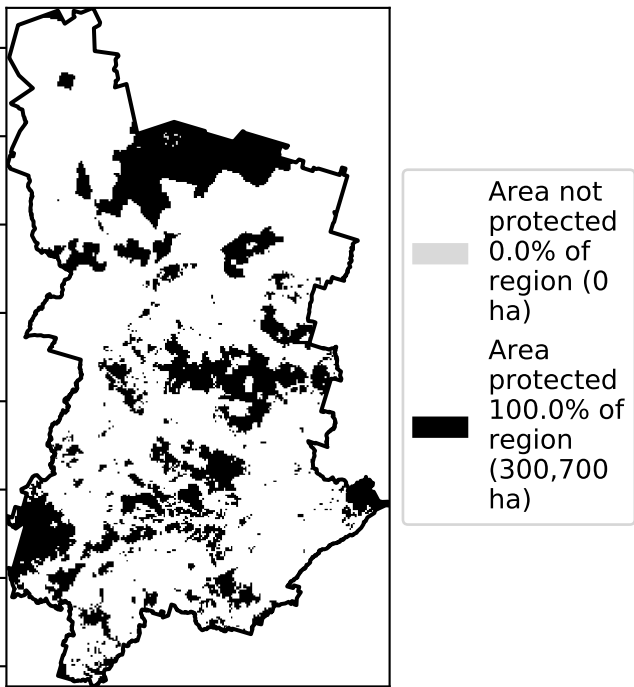 Area not
protected
0.0% of
region (0
ha)
Area
protected
100.0% of
region
(300,700
ha)